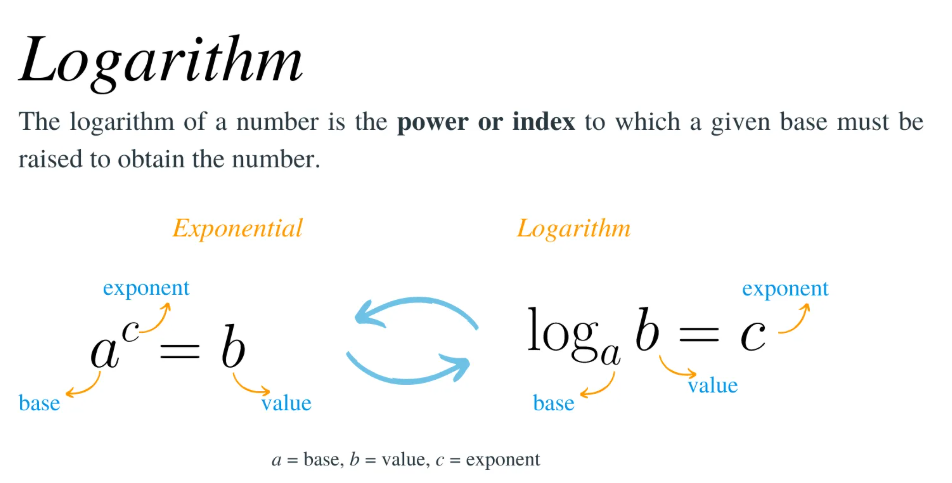 Logarithm
The logarithm of a number is the power or index to which a given base must be
raised to obtain the number.
Exponential
Logarithm
exponent
exponent
a^c = b
log_a b = c
base
value
base
value
a = base, b = value, c = exponent